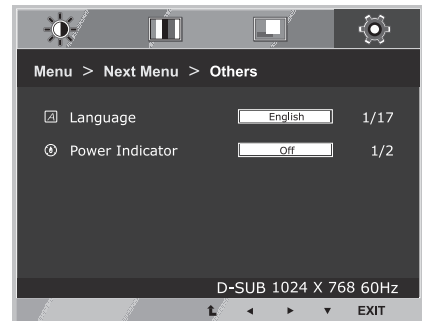 Menu > Next Menu > Others
A Language English 1/17
Power Indicator Off 1/2
D-SUB 1024 X 768 60Hz
EXIT